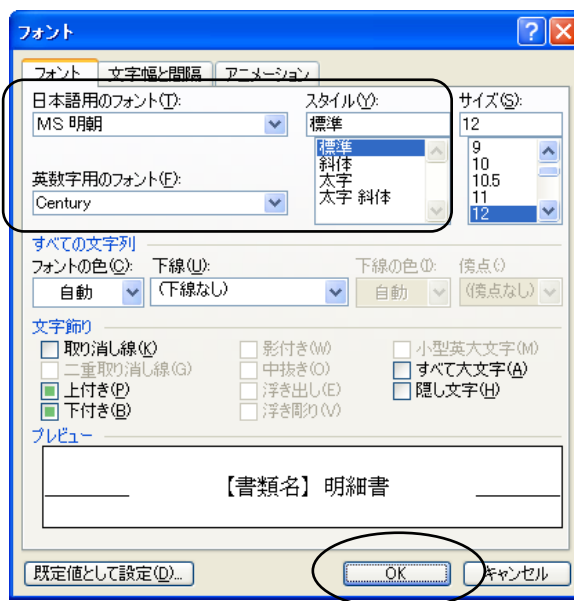 フォント
フォント 文字幅と間隔 アニメーション
日本語用のフォント(T): スタイル(Y): サイズ(S):
MS 明朝 標準 12
標準 9
斜体 10
英数字用のフォント(F): 太字 10.5
太字 斜体 11
Century 12
すべての文字列
フォントの色(C): 下線(U): 下線の色(I): 傍点(:)
自動 (下線なし) 自動 (傍点なし)
文字飾り
取り消し線(K) 影付き(W) 小型英大文字(M)
二重取り消し線(G) 中抜き(O) すべて大文字(A)
上付き(P) 浮き出し(E) 隠し文字(H)
下付き(B) 浮き彫り(V)
プレビュー
【書類名】明細書
既定値として設定(D)... OK キャンセル